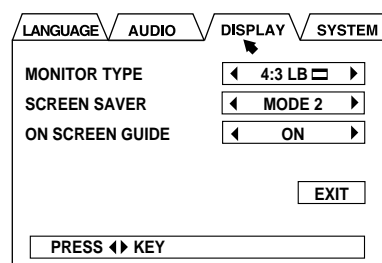 LANGUAGE AUDIO DISPLAY SYSTEM
MONITOR TYPE ◀ 4:3 LB ▶
SCREEN SAVER ◀ MODE 2 ▶
ON SCREEN GUIDE ◀ ON ▶
EXIT
PRESS ◀▶ KEY